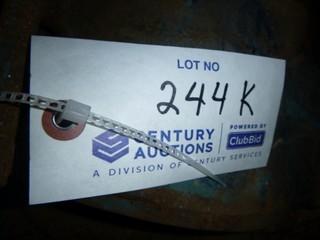 LOT NO
244K
CENTURY AUCTIONS
POWERED BY
ClubBid
A DIVISION OF CENTURY SERVICES